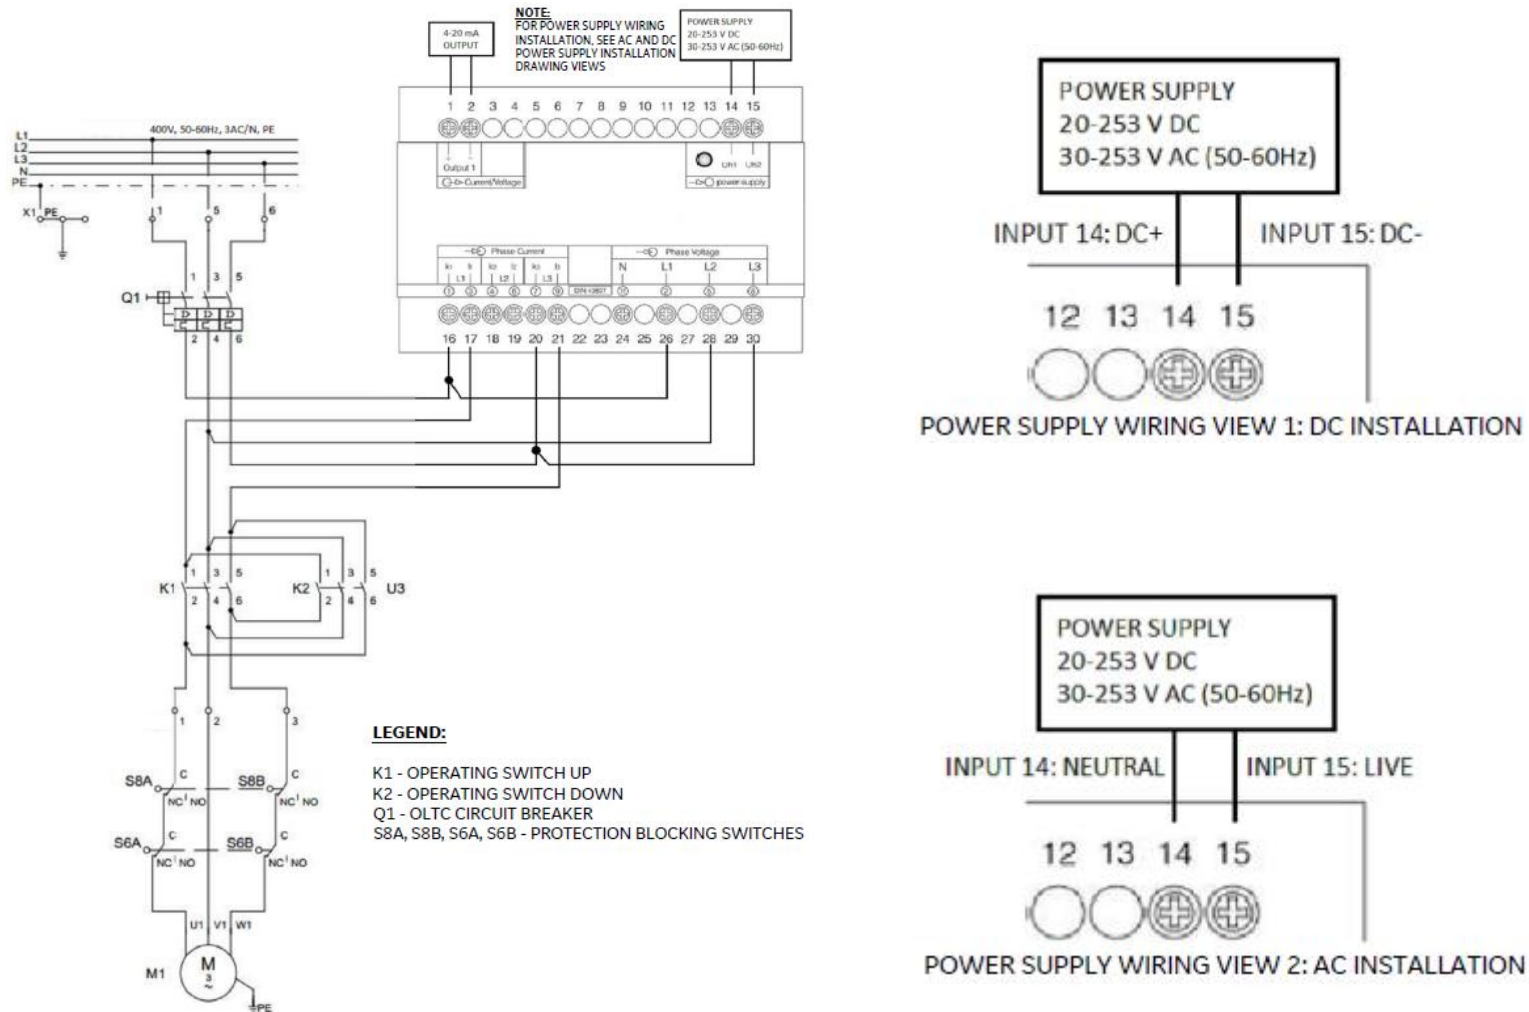 NOTE:
FOR POWER SUPPLY WIRING
INSTALLATION, SEE AC AND DC
POWER SUPPLY INSTALLATION
DRAWING VIEWS
4-20 mA
OUTPUT
POWER SUPPLY
20-253 V DC
30-253 V AC (50-60Hz)
1 2 3 4 5 6 7 8 9 10 11 12 13 14 15
Output 1
Current/Voltage
Uh1 Uh2
power supply
Phase Current
Phase Voltage
L1 L2 L3
N L1 L2 L3
DIN 43807
16 17 18 19 20 21 22 23 24 25 26 27 28 29 30
400V, 50-60Hz, 3AC/N, PE
L1
L2
L3
N
PE
X1 PE
1 5 6
1 3 5
Q1
2 4 6
1 3 5
K1
2 4 6
1 3 5
K2
2 4 6
U3
1 2 3
S8A C
NC NO
S8B C
NC NO
S6A C
NC NO
S6B C
NC NO
U1 V1 W1
M1
M
3
~
PE
LEGEND:
K1 - OPERATING SWITCH UP
K2 - OPERATING SWITCH DOWN
Q1 - OLTC CIRCUIT BREAKER
S8A, S8B, S6A, S6B - PROTECTION BLOCKING SWITCHES
POWER SUPPLY
20-253 V DC
30-253 V AC (50-60Hz)
INPUT 14: DC+
INPUT 15: DC-
12 13 14 15
POWER SUPPLY WIRING VIEW 1: DC INSTALLATION
POWER SUPPLY
20-253 V DC
30-253 V AC (50-60Hz)
INPUT 14: NEUTRAL
INPUT 15: LIVE
12 13 14 15
POWER SUPPLY WIRING VIEW 2: AC INSTALLATION